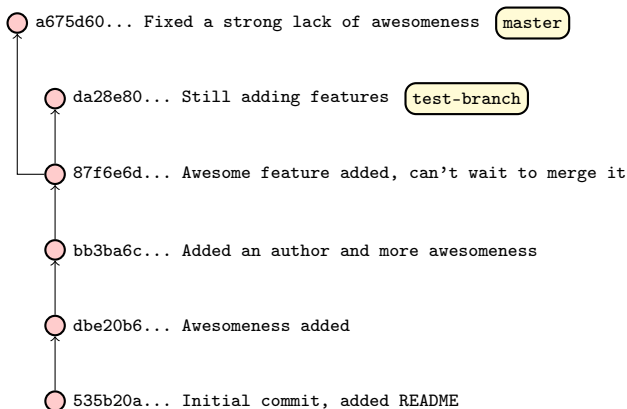 a675d60... Fixed a strong lack of awesomeness master
da28e80... Still adding features test-branch
87f6e6d... Awesome feature added, can't wait to merge it
bb3ba6c... Added an author and more awesomeness
dbe20b6... Awesomeness added
535b20a... Initial commit, added README